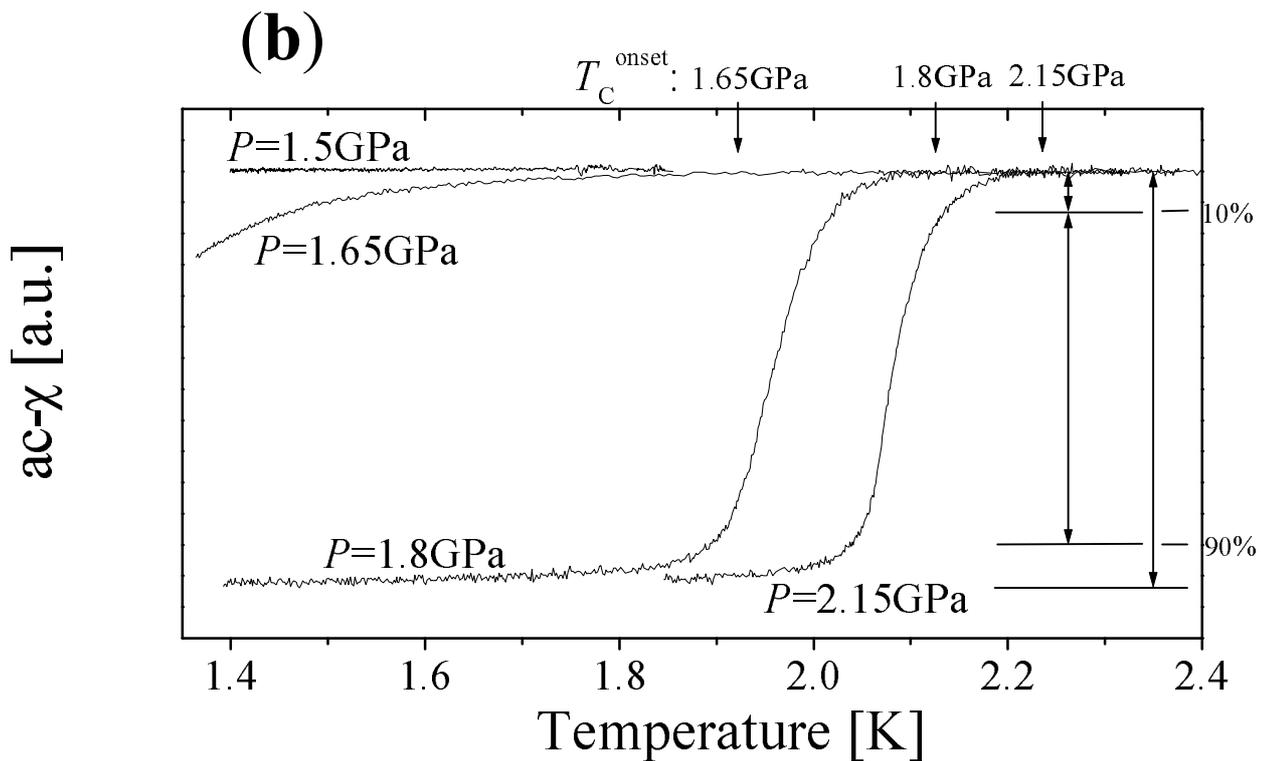 (b)
T_C^onset: 1.65GPa 1.8GPa 2.15GPa
P=1.5GPa
P=1.65GPa
10%
ac-χ [a.u.]
90%
P=1.8GPa
P=2.15GPa
1.4 1.6 1.8 2.0 2.2 2.4
Temperature [K]